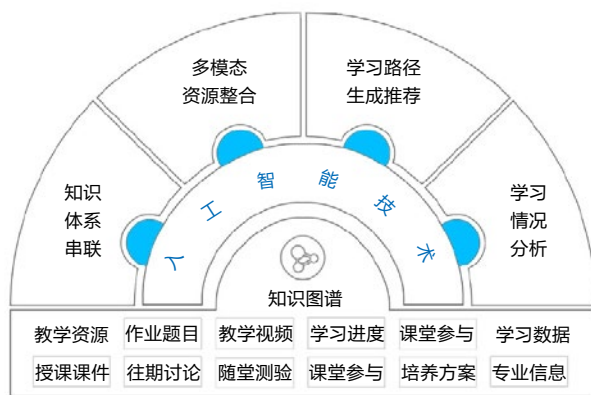 多模态
资源整合
学习路径
生成推荐
知识
体系
串联
学习
情况
分析
人工智能技术
知识图谱
教学资源 作业题目 教学视频 学习进度 课堂参与 学习数据
授课课件 往期讨论 随堂测验 课堂参与 培养方案 专业信息